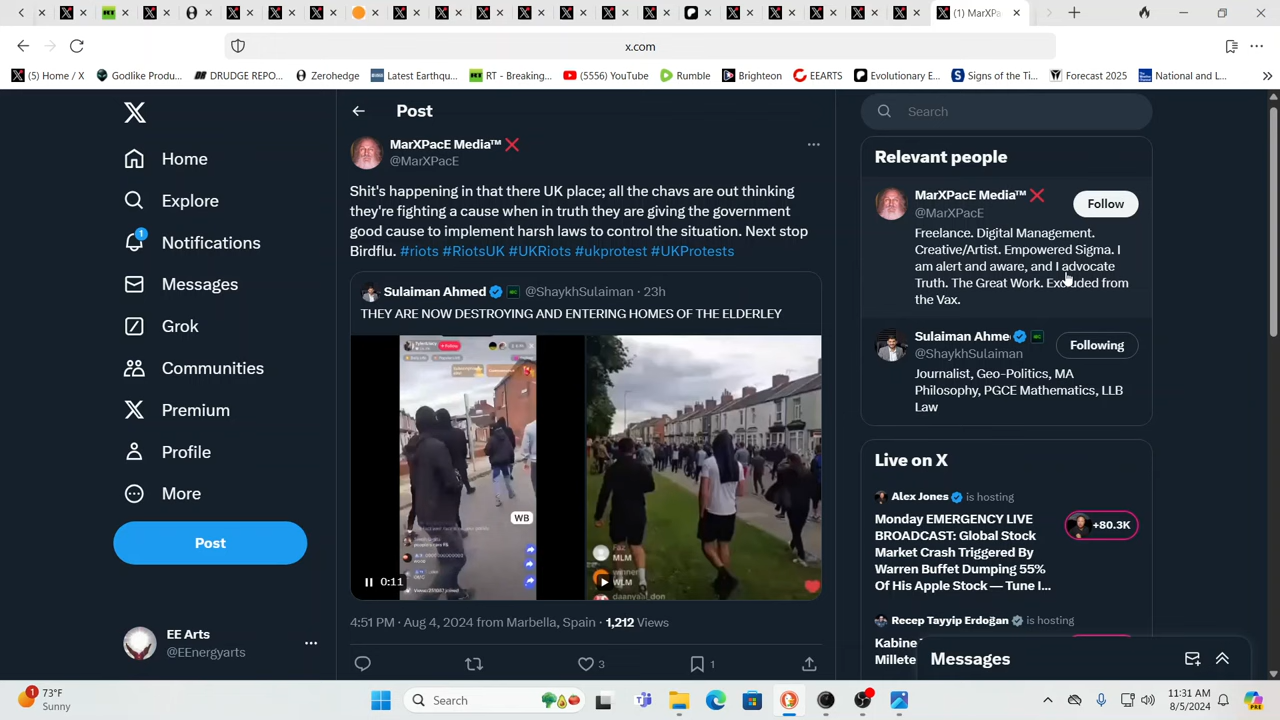 (1) MarXPa
x.com
(5) Home / X
Godlike Produ...
DRUDGE REPO...
Zerohedge
Latest Earthqu...
RT - Breaking...
(5556) YouTube
Rumble
Brighteon
EEARTS
Evolutionary E...
Signs of the Ti...
Forecast 2025
National and L...
Home
Explore
1
Notifications
Messages
Grok
Communities
Premium
Profile
More
Post
EE Arts
@EEnergyarts
Post
MarXPacE Media™ ❌
@MarXPacE
Shit's happening in that there UK place; all the chavs are out thinking
they're fighting a cause when in truth they are giving the government
good cause to implement harsh laws to control the situation. Next stop
Birdflu. #riots #RiotsUK #UKRiots #ukprotest #UKProtests
Sulaiman Ahmed @ShaykhSulaiman · 23h
THEY ARE NOW DESTROYING AND ENTERING HOMES OF THE ELDERLEY
WB
MLM
WLM
0:11
4:51 PM · Aug 4, 2024 from Marbella, Spain · 1,212 Views
3
1
Search
Relevant people
MarXPacE Media™ ❌
@MarXPacE
Follow
Freelance. Digital Management.
Creative/Artist. Empowered Sigma. I
am alert and aware, and I advocate
Truth. The Great Work. Excluded from
the Vax.
Sulaiman Ahme
@ShaykhSulaiman
Following
Journalist, Geo-Politics, MA
Philosophy, PGCE Mathematics, LLB
Law
Live on X
Alex Jones is hosting
Monday EMERGENCY LIVE
BROADCAST: Global Stock
Market Crash Triggered By
Warren Buffet Dumping 55%
Of His Apple Stock — Tune I...
+80.3K
Recep Tayyip Erdoğan is hosting
Kabine
Millete
Messages
1
73°F
Sunny
Search
11:31 AM
8/5/2024